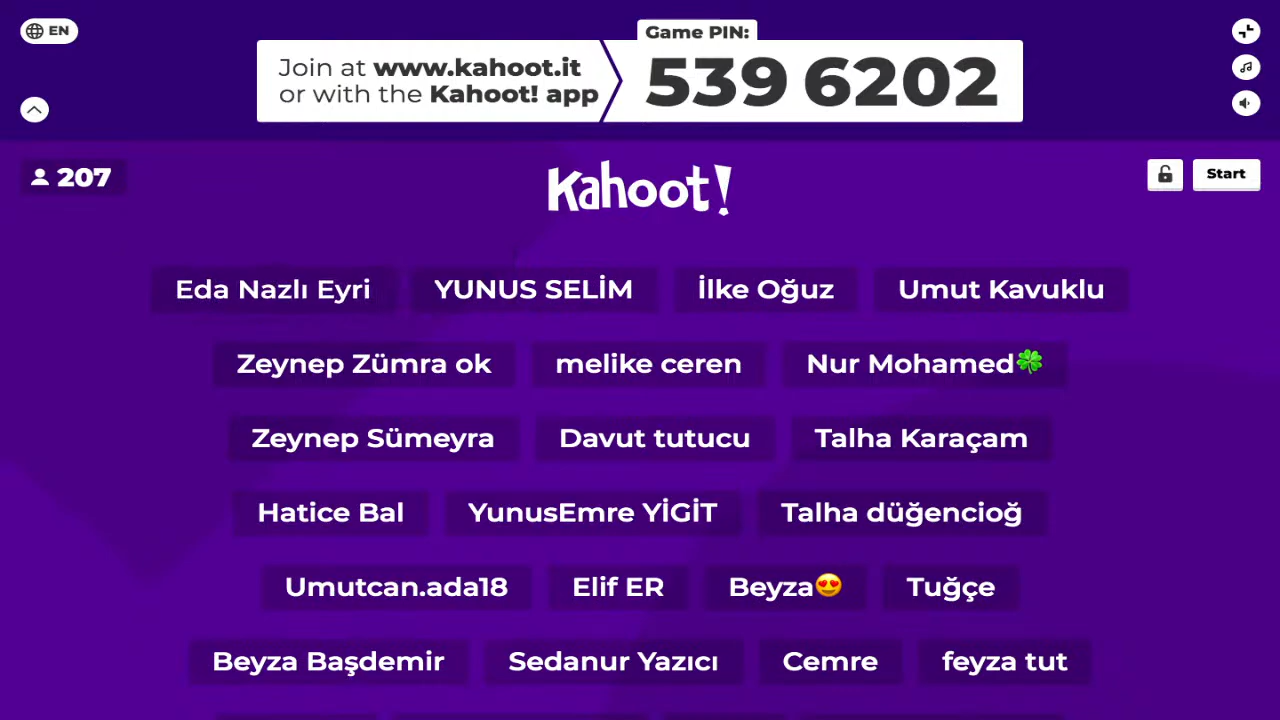 EN
Game PIN:
Join at www.kahoot.it
or with the Kahoot! app
539 6202
207
Kahoot!
Start
Eda Nazlı Eyri YUNUS SELİM İlke Oğuz Umut Kavuklu
Zeynep Zümra ok melike ceren Nur Mohamed🍀
Zeynep Sümeyra Davut tutucu Talha Karaçam
Hatice Bal YunusEmre YİGİT Talha düğencioğ
Umutcan.ada18 Elif ER Beyza😍 Tuğçe
Beyza Başdemir Sedanur Yazıcı Cemre feyza tut